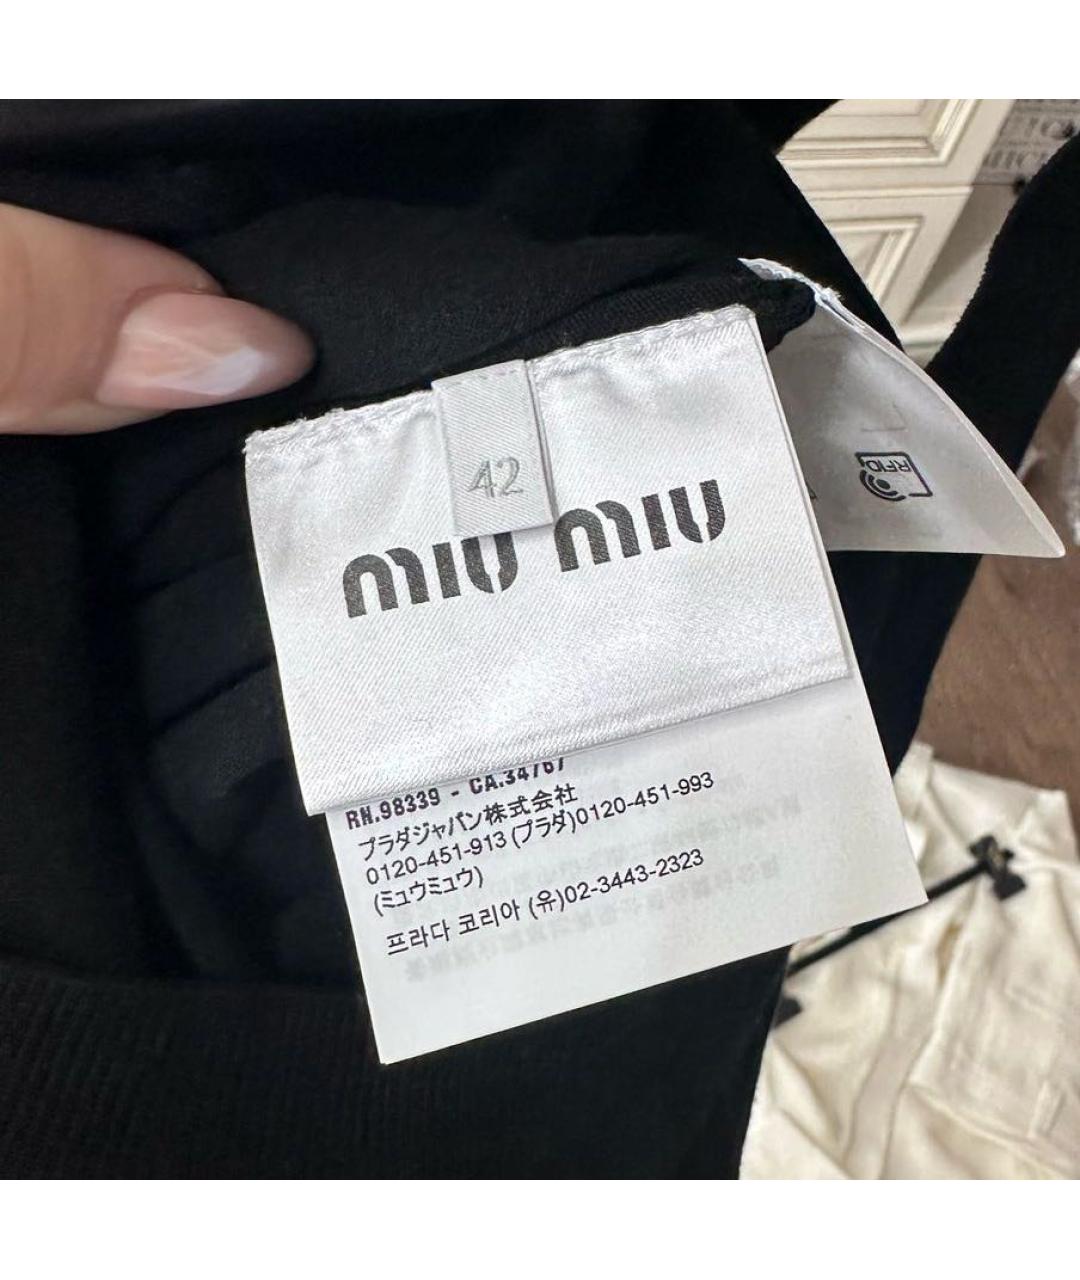 42
miu miu
RFID
RN.98339 - CA.34767
プラダジャパン株式会社
0120-451-913 (プラダ)0120-451-993
(ミュウミュウ)
프라다 코리아 (유)02-3443-2323